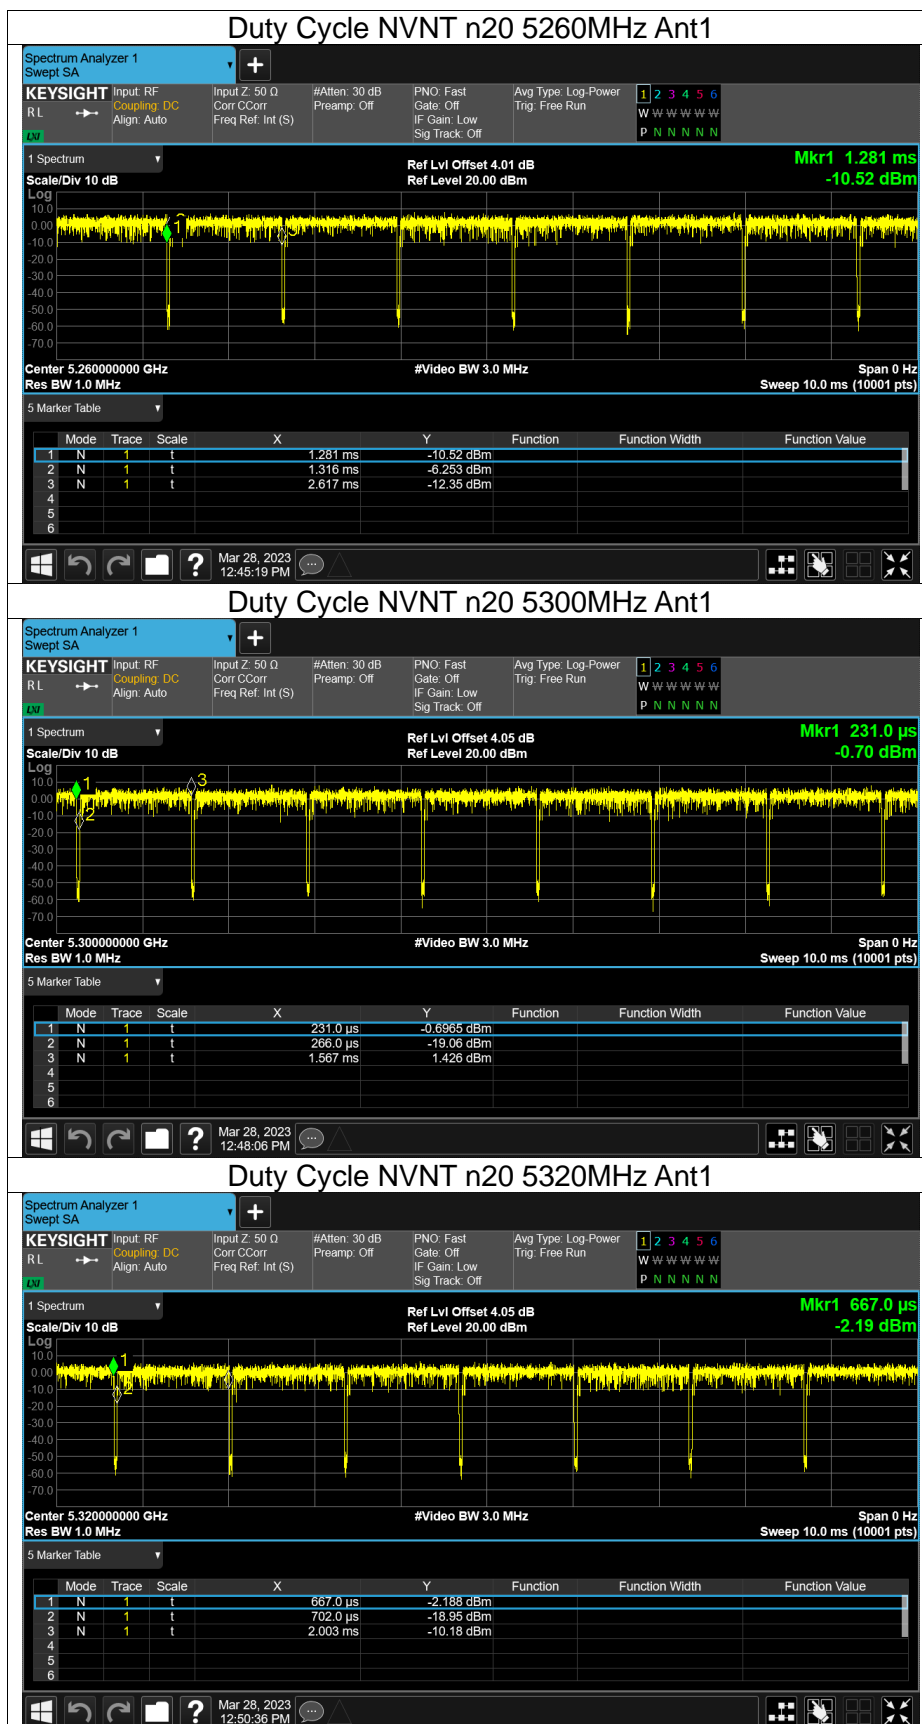 Duty Cycle NVNT n20 5260MHz Ant1
Spectrum Analyzer 1
Swept SA
KEYSIGHT Input: RF Input Z: 50 Ω #Atten: 30 dB PNO: Fast Avg Type: Log-Power 1 2 3 4 5 6
R L Coupling: DC Corr CCorr Preamp: Off Gate: Off Trig: Free Run W W W W W W
Align: Auto Freq Ref: Int (S) IF Gain: Low
LXI Sig Track: Off P N N N N N
1 Spectrum Ref Lvl Offset 4.01 dB Mkr1 1.281 ms
Scale/Div 10 dB Ref Level 20.00 dBm -10.52 dBm
Log
10.0
0.00
-10.0
-20.0
-30.0
-40.0
-50.0
-60.0
-70.0
1
Center 5.260000000 GHz #Video BW 3.0 MHz Span 0 Hz
Res BW 1.0 MHz Sweep 10.0 ms (10001 pts)
5 Marker Table
Mode Trace Scale X Y Function Function Width Function Value
1 N 1 t 1.281 ms -10.52 dBm
2 N 1 t 1.316 ms -6.253 dBm
3 N 1 t 2.617 ms -12.35 dBm
4
5
6
? Mar 28, 2023
12:45:19 PM
Duty Cycle NVNT n20 5300MHz Ant1
Spectrum Analyzer 1
Swept SA
KEYSIGHT Input: RF Input Z: 50 Ω #Atten: 30 dB PNO: Fast Avg Type: Log-Power 1 2 3 4 5 6
R L Coupling: DC Corr CCorr Preamp: Off Gate: Off Trig: Free Run W W W W W W
Align: Auto Freq Ref: Int (S) IF Gain: Low
LXI Sig Track: Off P N N N N N
1 Spectrum Ref Lvl Offset 4.05 dB Mkr1 231.0 µs
Scale/Div 10 dB Ref Level 20.00 dBm -0.70 dBm
Log
10.0
0.00
-10.0
-20.0
-30.0
-40.0
-50.0
-60.0
-70.0
1
2
3
Center 5.300000000 GHz #Video BW 3.0 MHz Span 0 Hz
Res BW 1.0 MHz Sweep 10.0 ms (10001 pts)
5 Marker Table
Mode Trace Scale X Y Function Function Width Function Value
1 N 1 t 231.0 µs -0.6965 dBm
2 N 1 t 266.0 µs -19.06 dBm
3 N 1 t 1.567 ms 1.426 dBm
4
5
6
? Mar 28, 2023
12:48:06 PM
Duty Cycle NVNT n20 5320MHz Ant1
Spectrum Analyzer 1
Swept SA
KEYSIGHT Input: RF Input Z: 50 Ω #Atten: 30 dB PNO: Fast Avg Type: Log-Power 1 2 3 4 5 6
R L Coupling: DC Corr CCorr Preamp: Off Gate: Off Trig: Free Run W W W W W W
Align: Auto Freq Ref: Int (S) IF Gain: Low
LXI Sig Track: Off P N N N N N
1 Spectrum Ref Lvl Offset 4.05 dB Mkr1 667.0 µs
Scale/Div 10 dB Ref Level 20.00 dBm -2.19 dBm
Log
10.0
0.00
-10.0
-20.0
-30.0
-40.0
-50.0
-60.0
-70.0
1
2
Center 5.320000000 GHz #Video BW 3.0 MHz Span 0 Hz
Res BW 1.0 MHz Sweep 10.0 ms (10001 pts)
5 Marker Table
Mode Trace Scale X Y Function Function Width Function Value
1 N 1 t 667.0 µs -2.188 dBm
2 N 1 t 702.0 µs -18.95 dBm
3 N 1 t 2.003 ms -10.18 dBm
4
5
6
? Mar 28, 2023
12:50:36 PM